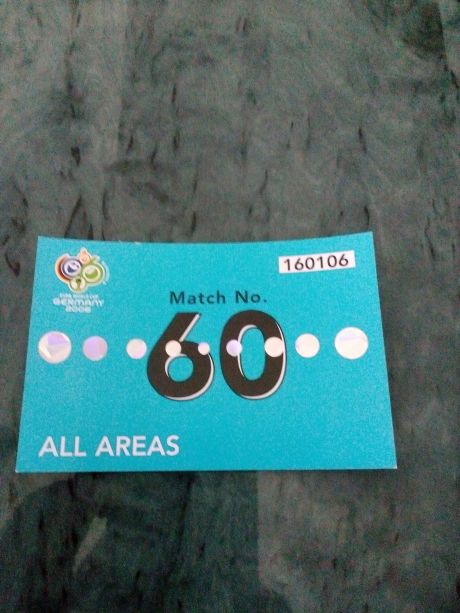 160106
FIFA WORLD CUP
GERMANY
2006
Match No.
60
ALL AREAS